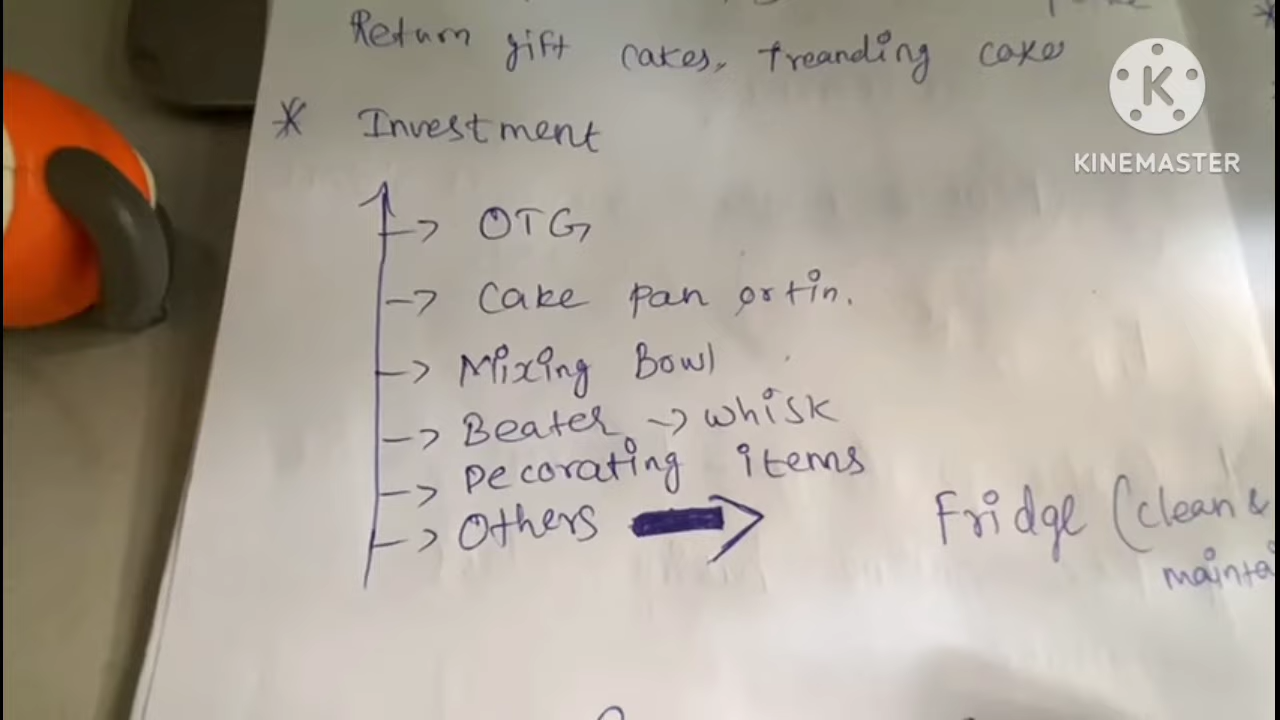 Return gift cakes, treanding cake
* Investment
-> OTG
-> Cake pan or tin.
-> Mixing Bowl
-> Beater -> whisk
-> Decorating items
-> Others → Fridge (clean &
maintai
K
KINEMASTER